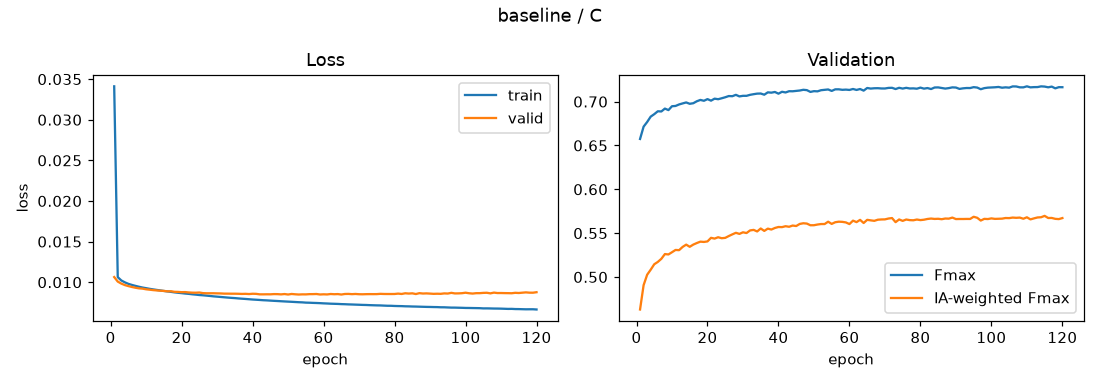 baseline / C
Loss
0.035
0.030
0.025
0.020
0.015
0.010
loss
0 20 40 60 80 100 120
epoch
train
valid
Validation
0.70
0.65
0.60
0.55
0.50
0 20 40 60 80 100 120
epoch
Fmax
IA-weighted Fmax